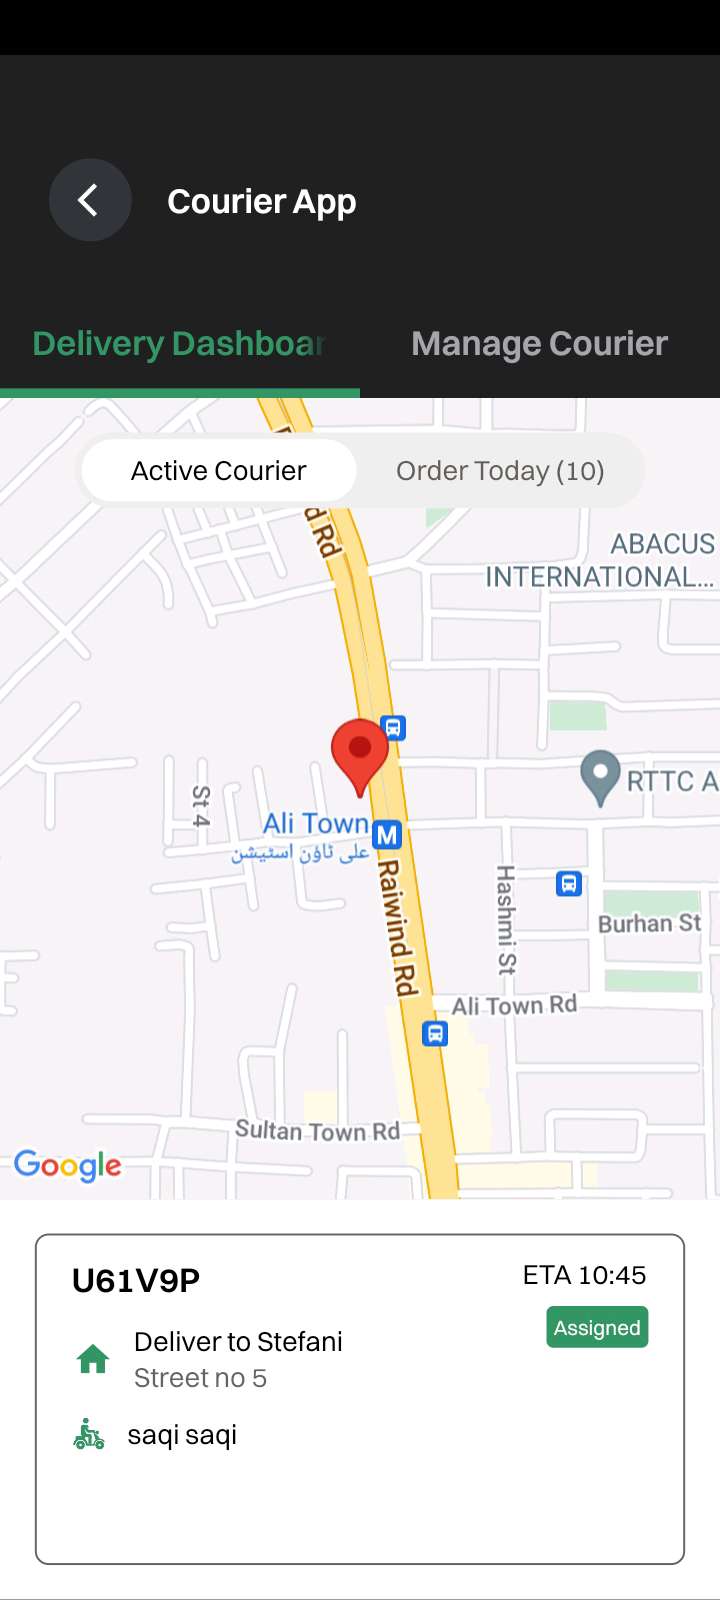 Courier App
Delivery Dashboar
Manage Courier
Active Courier
Order Today (10)
d Rd
ABACUS
INTERNATIONAL...
RTTC A
St 4
Ali Town
M
علی ٹاؤن اسٹیشن
Raiwind Rd
Hashmi St
Burhan St
Ali Town Rd
Sultan Town Rd
Google
U61V9P
ETA 10:45
Assigned
Deliver to Stefani
Street no 5
saqi saqi